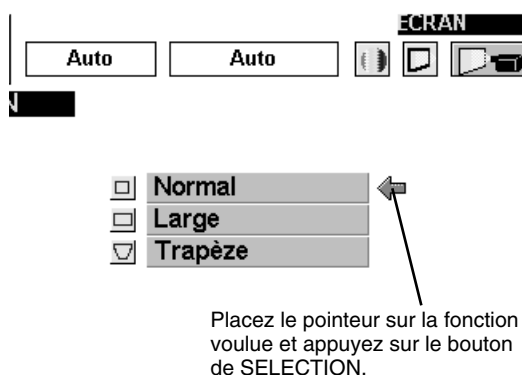 ECRAN
Auto Auto
N
Normal
Large
Trapèze
Placez le pointeur sur la fonction
voulue et appuyez sur le bouton
de SELECTION.